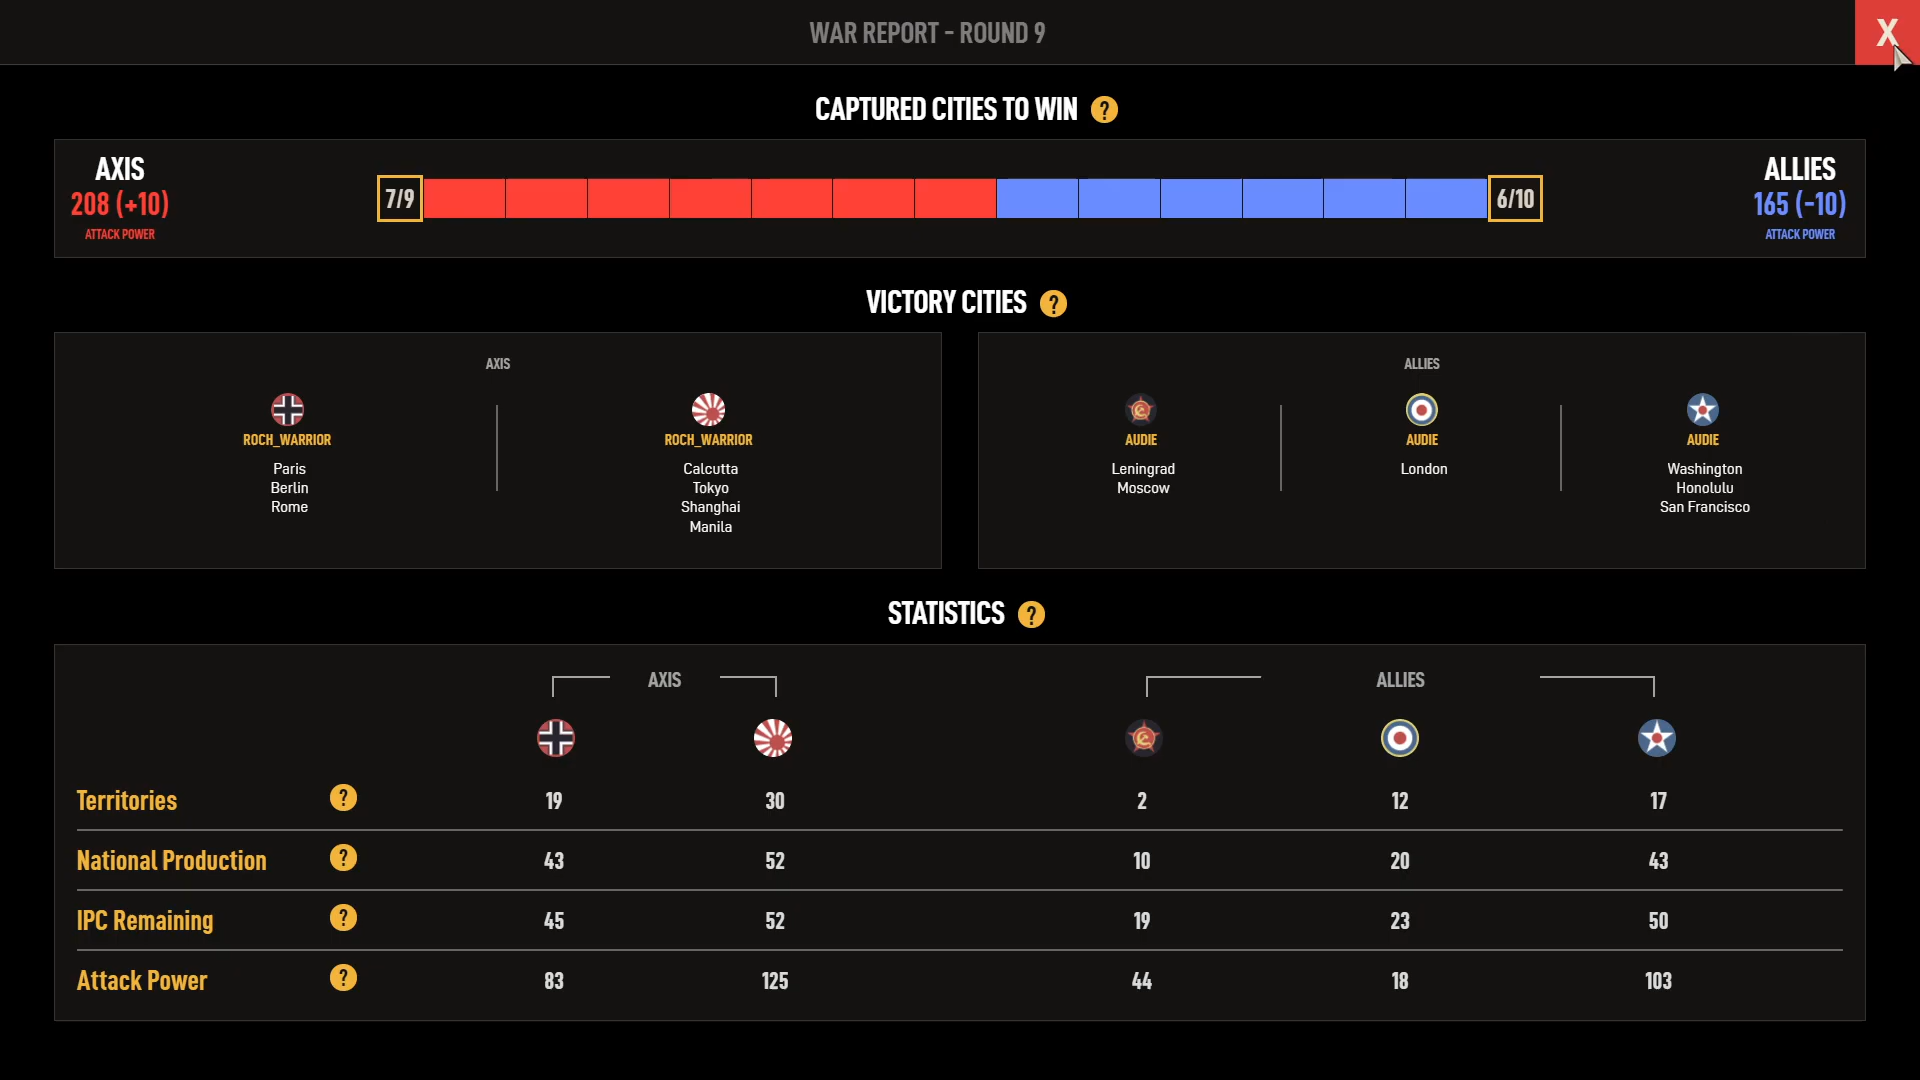 WAR REPORT - ROUND 9
X
CAPTURED CITIES TO WIN ?
AXIS
208 (+10)
ATTACK POWER
7/9
6/10
ALLIES
165 (-10)
ATTACK POWER
VICTORY CITIES ?
AXIS
ROCH_WARRIOR
Paris
Berlin
Rome
ROCH_WARRIOR
Calcutta
Tokyo
Shanghai
Manila
ALLIES
AUDIE
Leningrad
Moscow
AUDIE
London
AUDIE
Washington
Honolulu
San Francisco
STATISTICS ?
AXIS ALLIES
Territories ? 19 30 2 12 17
National Production ? 43 52 10 20 43
IPC Remaining ? 45 52 19 23 50
Attack Power ? 83 125 44 18 103